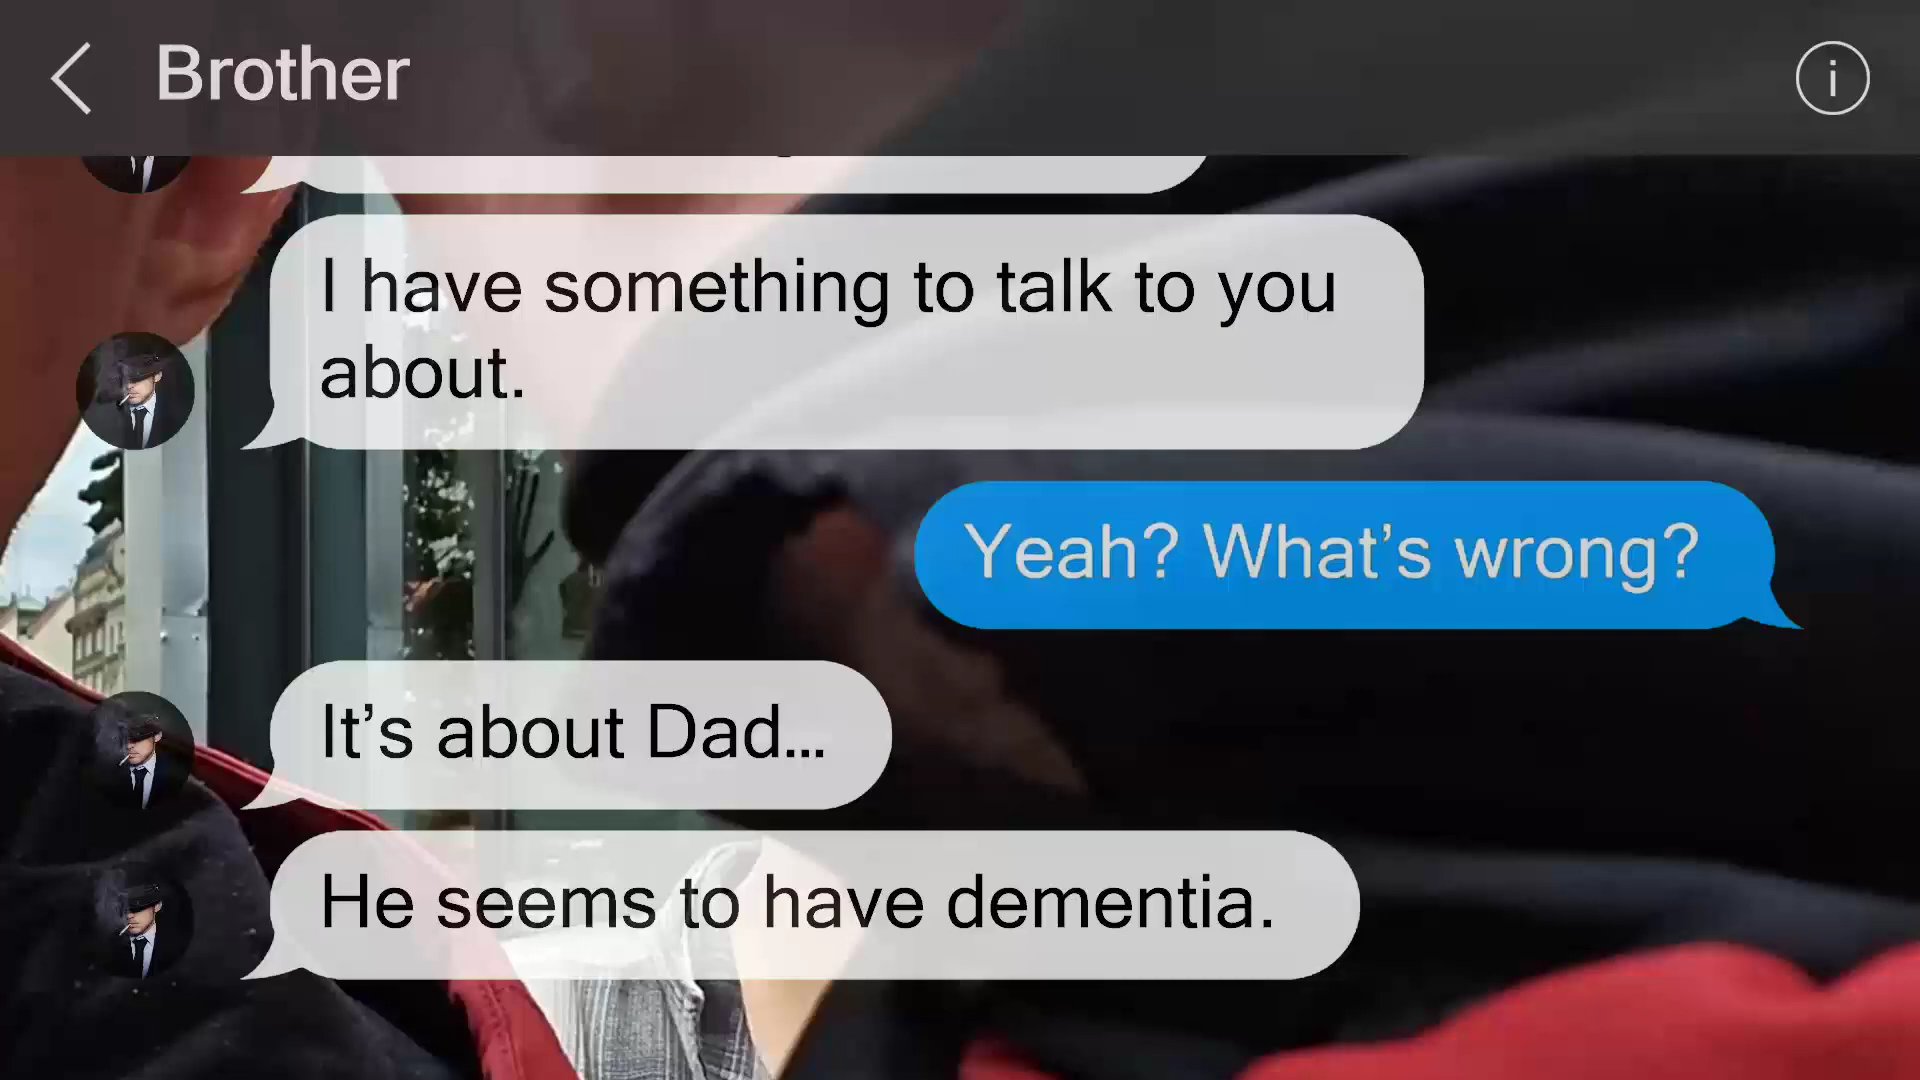 Brother
I have something to talk to you
about.
Yeah? What’s wrong?
It’s about Dad...
He seems to have dementia.